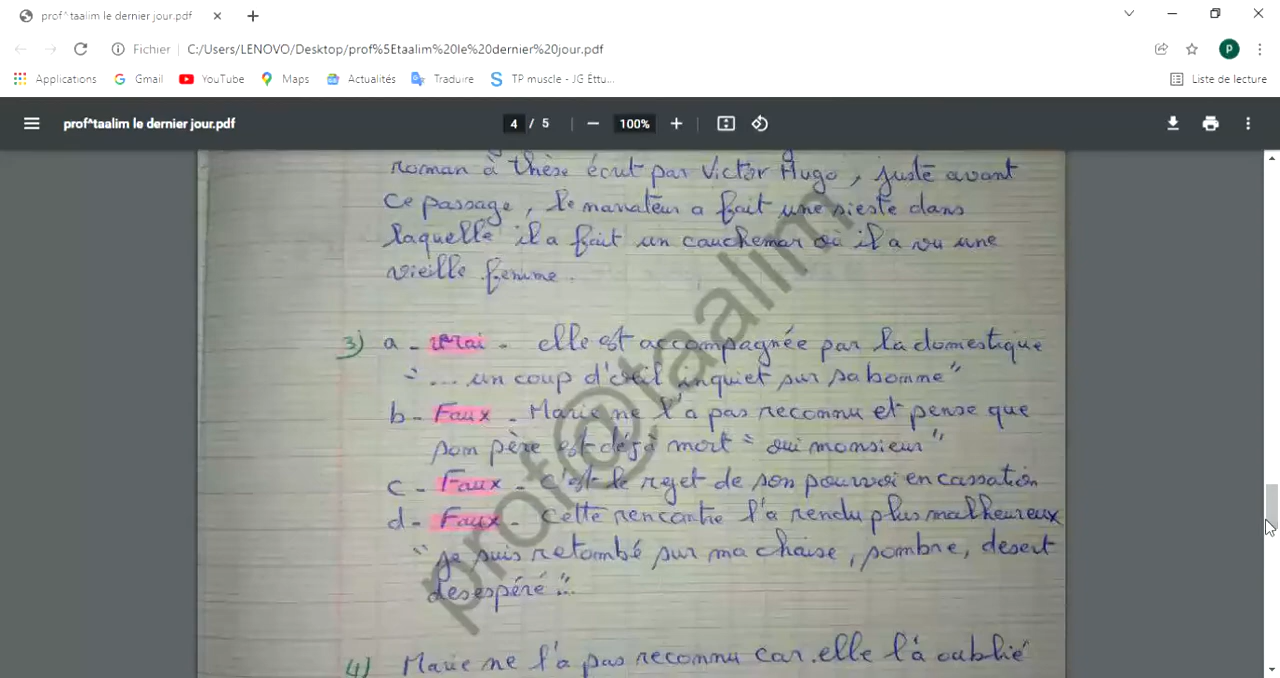 prof^taalim le dernier jour.pdf
Fichier C:/Users/LENOVO/Desktop/prof%5Etaalim%20le%20dernier%20jour.pdf
P
Applications Gmail YouTube Maps Actualités Traduire TP muscle - JG Ettu... Liste de lecture
prof^taalim le dernier jour.pdf 4 / 5 100%
roman à thèse écrit par Victor Hugo, juste avant
ce passage, le narrateur a fait une sieste dans
laquelle il a fait un cauchemar où il a vu une
vieille femme.
3) a - vrai - elle est accompagnée par la domestique
"... un coup d'œil inquiet sur sa bonne"
b - Faux - Marie ne l'a pas reconnu et pense que
son père est déjà mort "oui monsieur"
c - Faux - c'est le rejet de son pourvoi en cassation
d - Faux - cette rencontre l'a rendu plus malheureux
"je suis retombé sur ma chaise, sombre, desert
desespéré"...
4) Marie ne l'a pas reconnu car elle l'a oublié
prof@taalim